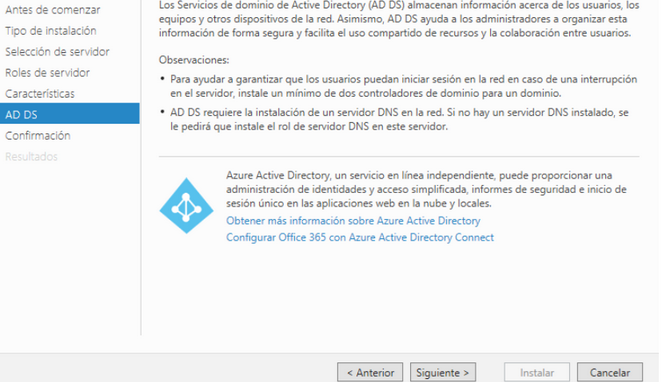 Antes de comenzar
Tipo de instalación
Selección de servidor
Roles de servidor
Características
AD DS
Confirmación
Resultados
Los Servicios de dominio de Active Directory (AD DS) almacenan información acerca de los usuarios, los
equipos y otros dispositivos de la red. Asimismo, AD DS ayuda a los administradores a organizar esta
información de forma segura y facilita el uso compartido de recursos y la colaboración entre usuarios.
Observaciones:
• Para ayudar a garantizar que los usuarios puedan iniciar sesión en la red en caso de una interrupción
en el servidor, instale un mínimo de dos controladores de dominio para un dominio.
• AD DS requiere la instalación de un servidor DNS en la red. Si no hay un servidor DNS instalado, se
le pedirá que instale el rol de servidor DNS en este servidor.
Azure Active Directory, un servicio en línea independiente, puede proporcionar una
administración de identidades y acceso simplificada, informes de seguridad e inicio de
sesión único en las aplicaciones web en la nube y locales.
Obtener más información sobre Azure Active Directory
Configurar Office 365 con Azure Active Directory Connect
< Anterior
Siguiente >
Instalar
Cancelar